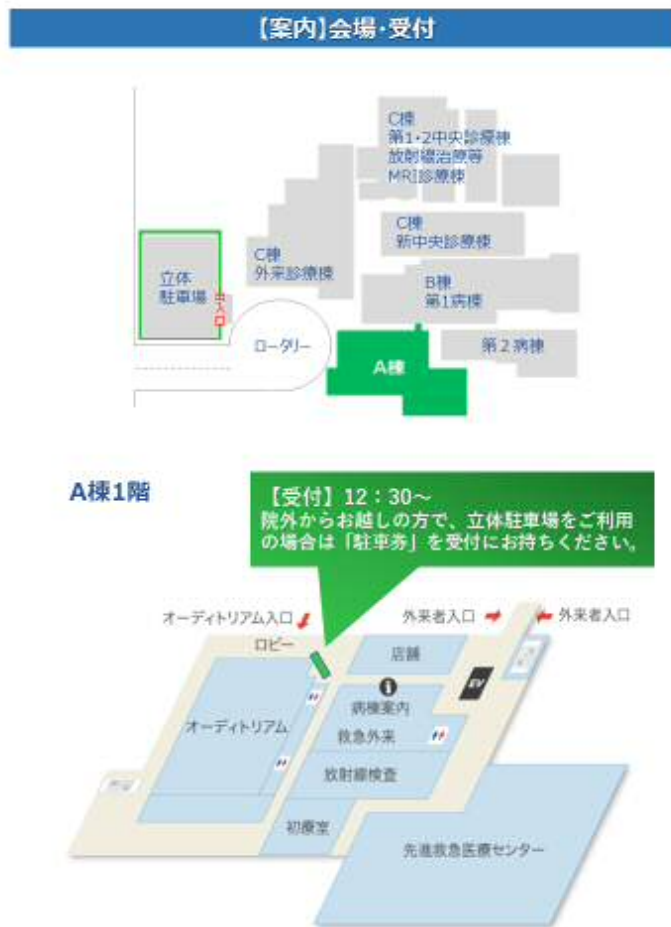 【案内】会場・受付
C棟
第1・2中央診療棟
放射線治療等
MRI診療棟
C棟
新中央診療棟
C棟
外来診療棟
B棟
第1病棟
立体
駐車場
出入口
ロータリー
第2病棟
A棟
A棟1階
【受付】12:30~
院外からお越しの方で、立体駐車場をご利用
の場合は「駐車券」を受付にお持ちください。
オーディトリアム入口
外来者入口
外来者入口
ロビー
店舗
EV
病棟案内
オーディトリアム
救急外来
放射線検査
初療室
先進救急医療センター